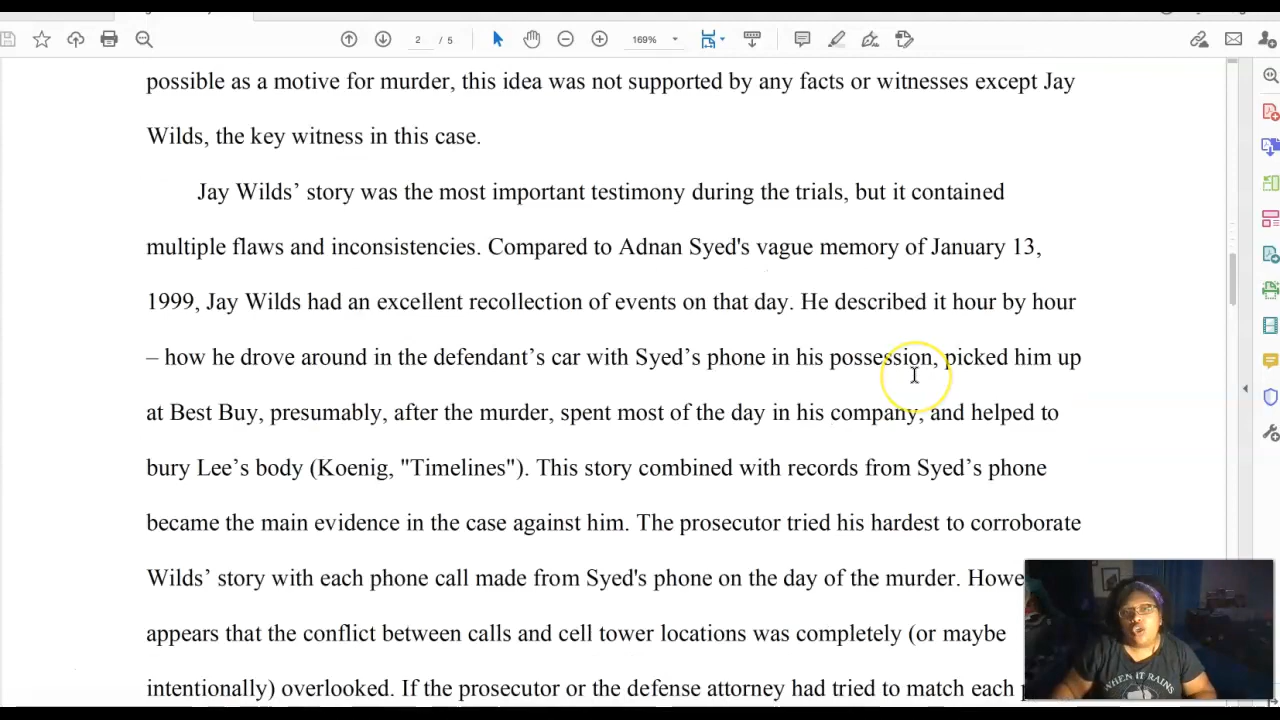 2 / 5
169%
possible as a motive for murder, this idea was not supported by any facts or witnesses except Jay
Wilds, the key witness in this case.
Jay Wilds’ story was the most important testimony during the trials, but it contained
multiple flaws and inconsistencies. Compared to Adnan Syed's vague memory of January 13,
1999, Jay Wilds had an excellent recollection of events on that day. He described it hour by hour
– how he drove around in the defendant’s car with Syed’s phone in his possession, picked him up
at Best Buy, presumably, after the murder, spent most of the day in his company, and helped to
bury Lee’s body (Koenig, "Timelines"). This story combined with records from Syed’s phone
became the main evidence in the case against him. The prosecutor tried his hardest to corroborate
Wilds’ story with each phone call made from Syed's phone on the day of the murder. Howe
appears that the conflict between calls and cell tower locations was completely (or maybe
intentionally) overlooked. If the prosecutor or the defense attorney had tried to match each
WHEN IT RAINS